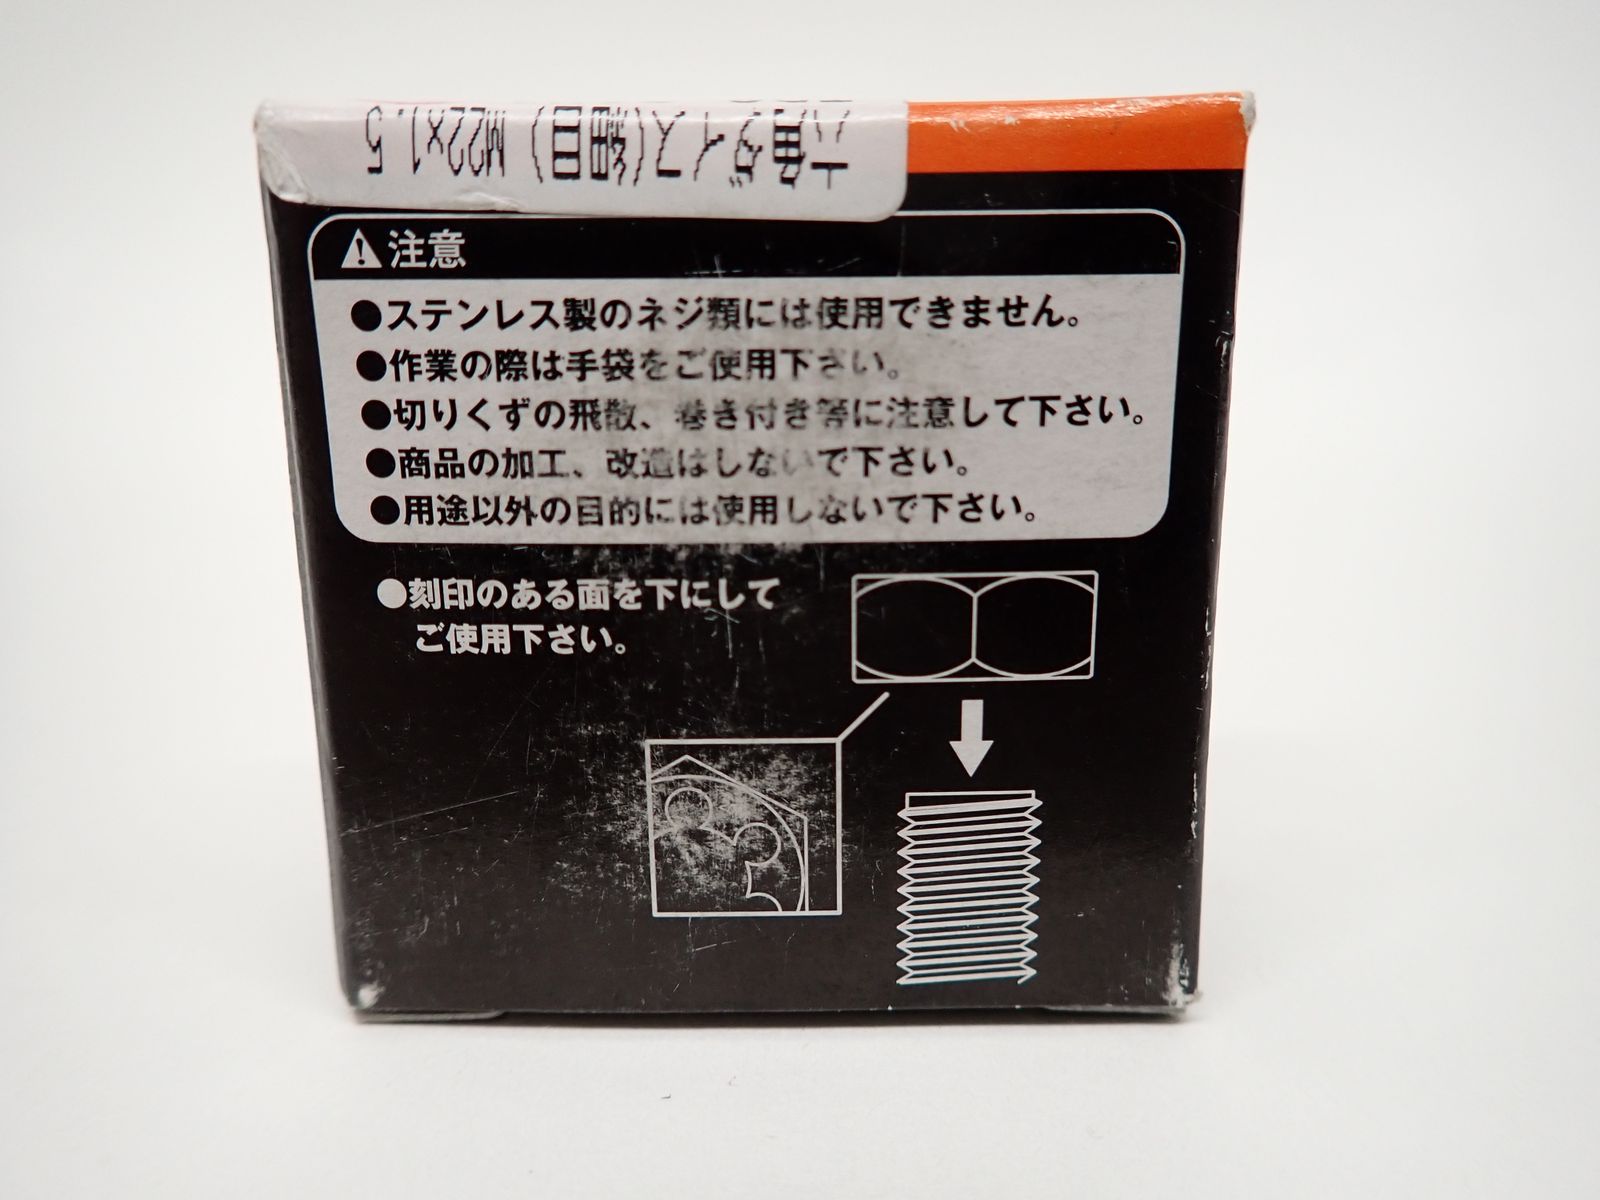 六角ダイス(細目) M22x1.5
注意
●ステンレス製のネジ類には使用できません。
●作業の際は手袋をご使用下さい。
●切りくずの飛散、巻き付き等に注意して下さい。
●商品の加工、改造はしないで下さい。
●用途以外の目的には使用しないで下さい。
●刻印のある面を下にして
ご使用下さい。